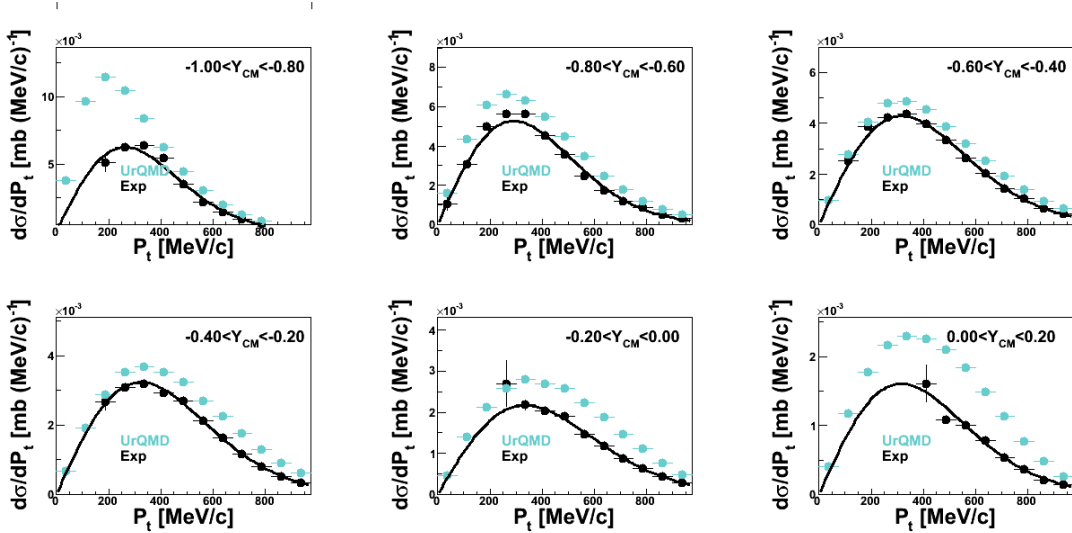 ×10⁻³
-1.00<Y_CM<-0.80
dσ/dP_t [mb (MeV/c)⁻¹]
10
5
UrQMD
Exp
0 200 400 600 800
P_t [MeV/c]
×10⁻³
-0.80<Y_CM<-0.60
dσ/dP_t [mb (MeV/c)⁻¹]
8
6
4
2
0
UrQMD
Exp
0 200 400 600 800
P_t [MeV/c]
×10⁻³
-0.60<Y_CM<-0.40
dσ/dP_t [mb (MeV/c)⁻¹]
6
4
2
0
UrQMD
Exp
0 200 400 600 800
P_t [MeV/c]
×10⁻³
-0.40<Y_CM<-0.20
dσ/dP_t [mb (MeV/c)⁻¹]
4
2
0
UrQMD
Exp
0 200 400 600 800
P_t [MeV/c]
×10⁻³
-0.20<Y_CM<0.00
dσ/dP_t [mb (MeV/c)⁻¹]
4
3
2
1
0
UrQMD
Exp
0 200 400 600 800
P_t [MeV/c]
×10⁻³
0.00<Y_CM<0.20
dσ/dP_t [mb (MeV/c)⁻¹]
2
1
0
UrQMD
Exp
0 200 400 600 800
P_t [MeV/c]